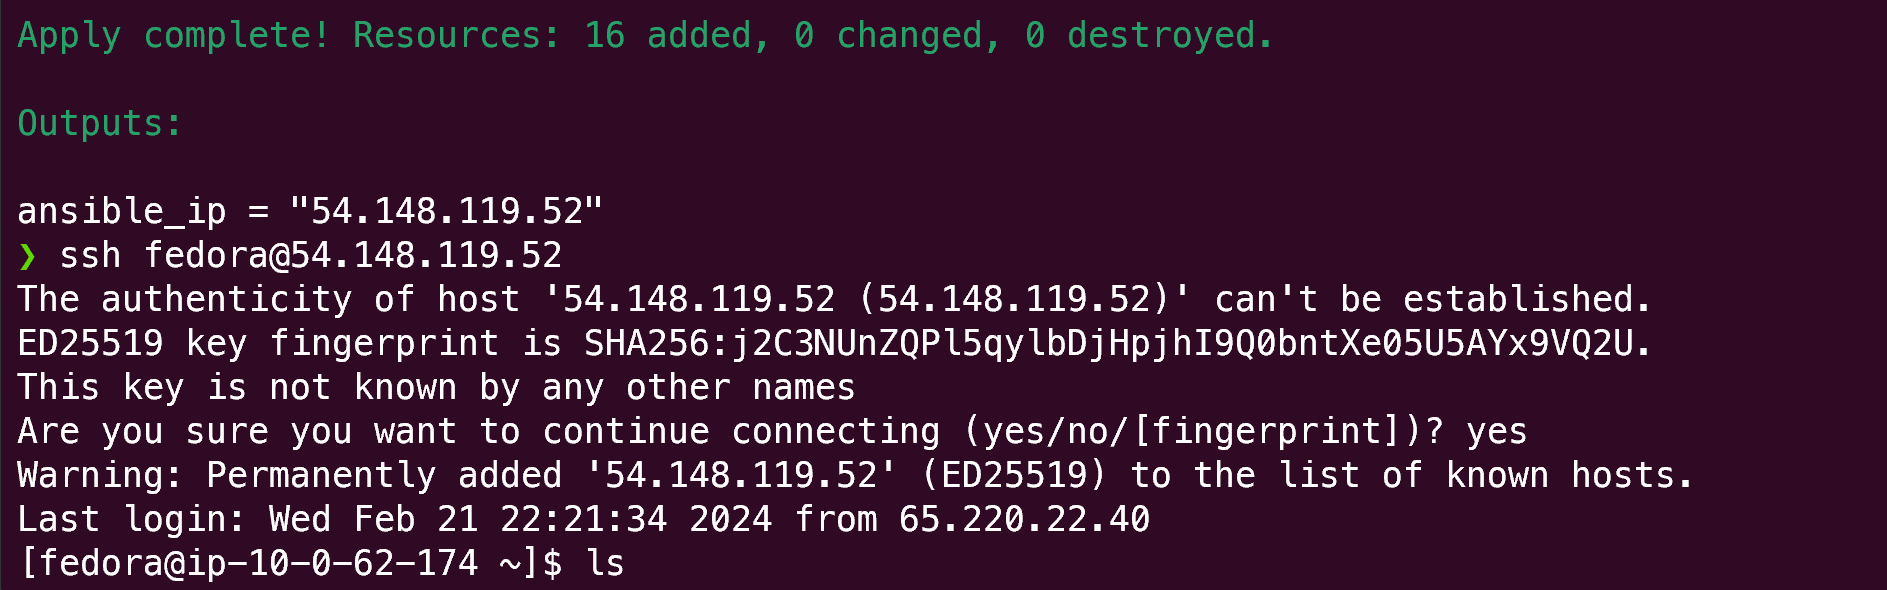 Apply complete! Resources: 16 added, 0 changed, 0 destroyed.
Outputs:
ansible_ip = "54.148.119.52"
❯ ssh fedora@54.148.119.52
The authenticity of host '54.148.119.52 (54.148.119.52)' can't be established.
ED25519 key fingerprint is SHA256:j2C3NUnZQPl5qylbDjHpjhI9Q0bntXe05U5AYx9VQ2U.
This key is not known by any other names
Are you sure you want to continue connecting (yes/no/[fingerprint])? yes
Warning: Permanently added '54.148.119.52' (ED25519) to the list of known hosts.
Last login: Wed Feb 21 22:21:34 2024 from 65.220.22.40
[fedora@ip-10-0-62-174 ~]$ ls